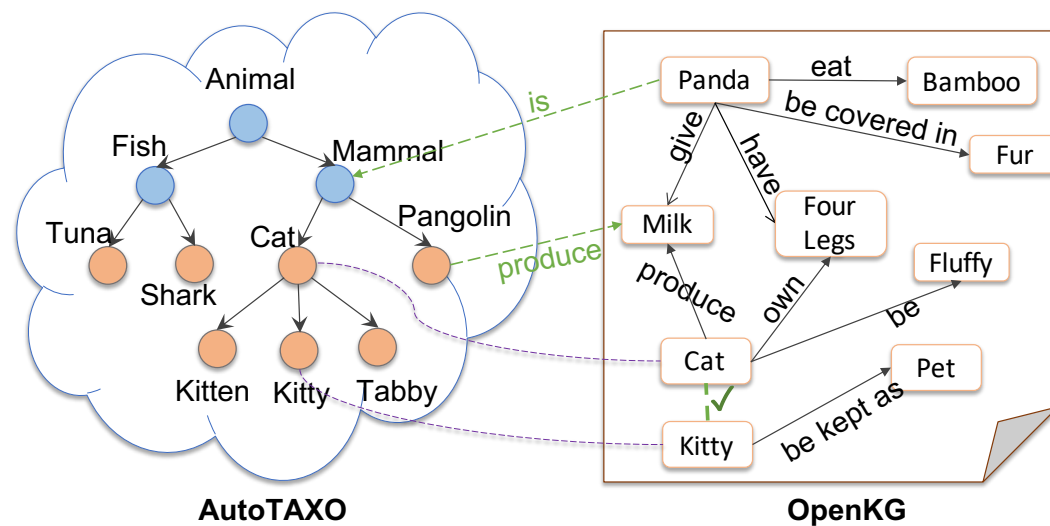 Animal
Fish
Mammal
Tuna
Shark
Cat
Pangolin
Kitten
Kitty
Tabby
AutoTAXO
is
produce
Panda
eat
Bamboo
be covered in
Fur
give
have
Milk
Four
Legs
Fluffy
produce
own
be
Cat
Pet
be kept as
Kitty
OpenKG